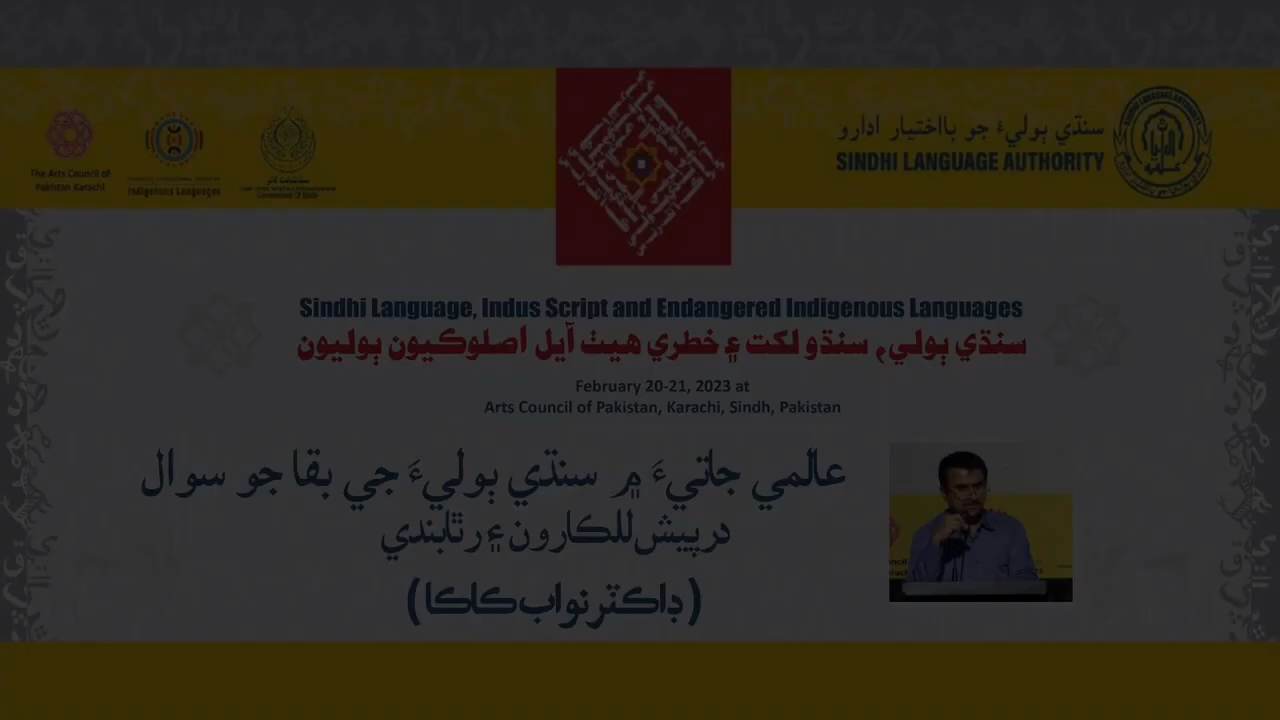 The Arts Council of
Pakistan Karachi
Indigenous Languages
سنڌي ٻوليءَ جو بااختيار ادارو
SINDHI LANGUAGE AUTHORITY
Sindhi Language, Indus Script and Endangered Indigenous Languages
سنڌي ٻولي، سنڌو لکت ۽ خطري هيٺ آيل اصلوڪيون ٻوليون
February 20-21, 2023 at
Arts Council of Pakistan, Karachi, Sindh, Pakistan
عالمي جاتيءَ ۾ سنڌي ٻوليءَ جي بقا جو سوال
درپيش للڪارون ۽ رٿابندي
(ڊاڪٽر نواب ڪاڪا)